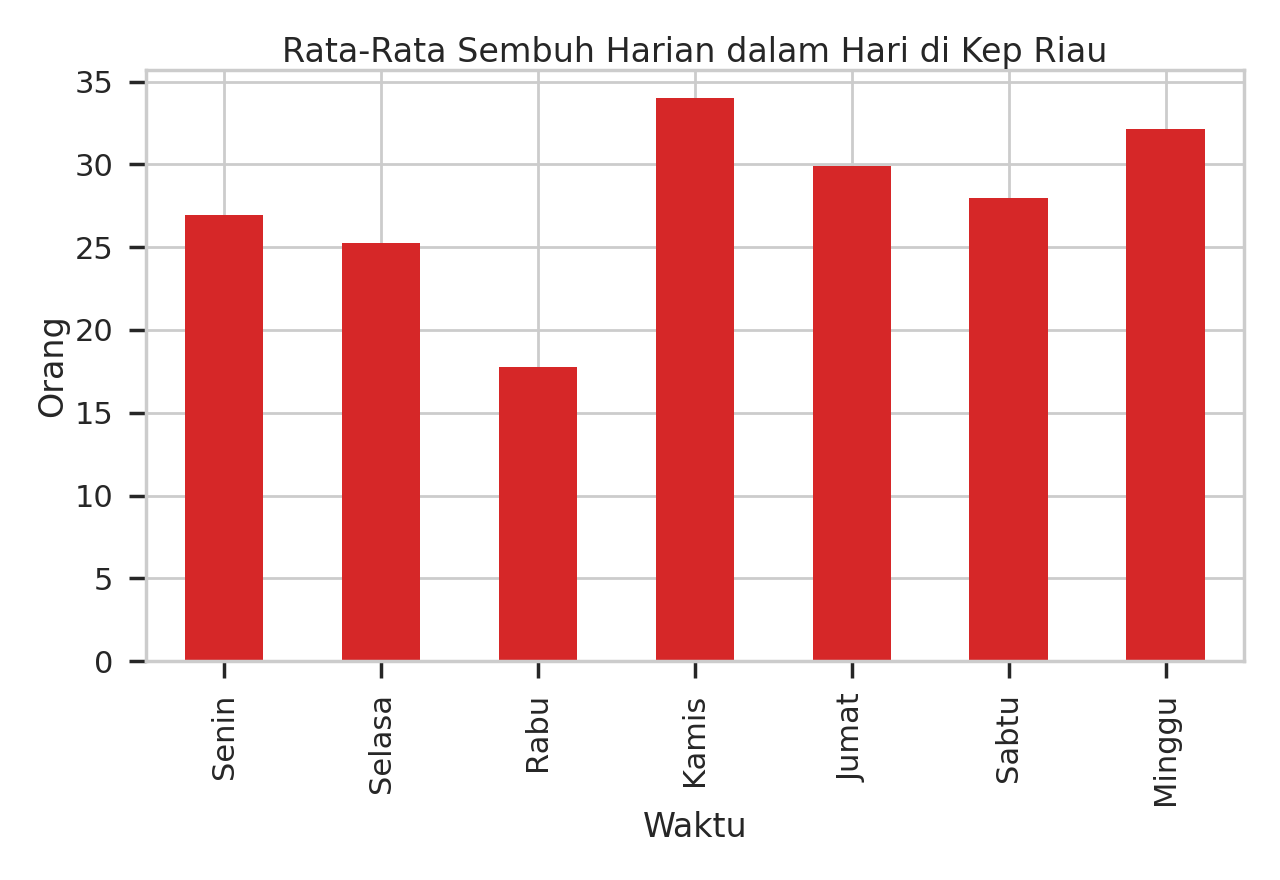 Rata-Rata Sembuh Harian dalam Hari di Kep Riau
35
30
25
20
15
10
5
0
Orang
Senin
Selasa
Rabu
Kamis
Jumat
Sabtu
Minggu
Waktu